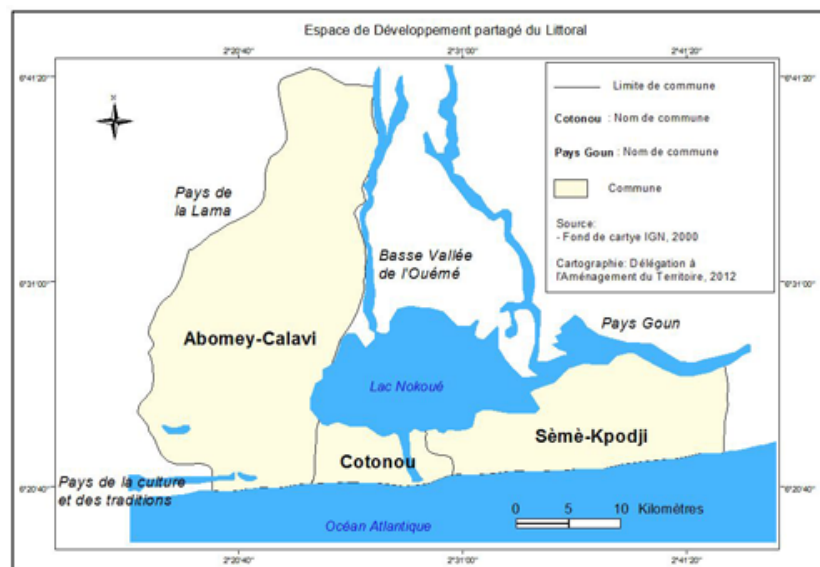 Espace de Développement partagé du Littoral
2°20'40" 2°31'00" 2°41'20"
6°41'20" 6°41'20"
N
Limite de commune
Cotonou : Nom de commune
Pays Goun : Nom de commune
Commune
Source:
- Fond de cartye IGN, 2000
Cartographie: Délégation à
l'Aménagement du Territoire, 2012
Pays de
la Lama
Basse Vallée
de l'Ouémé
6°31'00" 6°31'00"
Pays Goun
Abomey-Calavi
Lac Nokoué
Sèmè-Kpodji
Cotonou
Pays de la culture
et des traditions
6°20'40" 6°20'40"
0 5 10 Kilométres
Océan Atlantique
2°20'40" 2°31'00" 2°41'20"